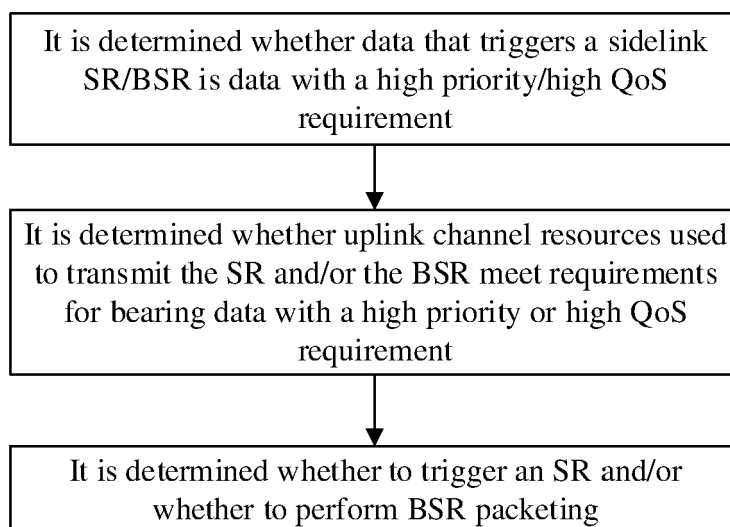 It is determined whether data that triggers a sidelink
SR/BSR is data with a high priority/high QoS
requirement
It is determined whether uplink channel resources used
to transmit the SR and/or the BSR meet requirements
for bearing data with a high priority or high QoS
requirement
It is determined whether to trigger an SR and/or
whether to perform BSR packeting